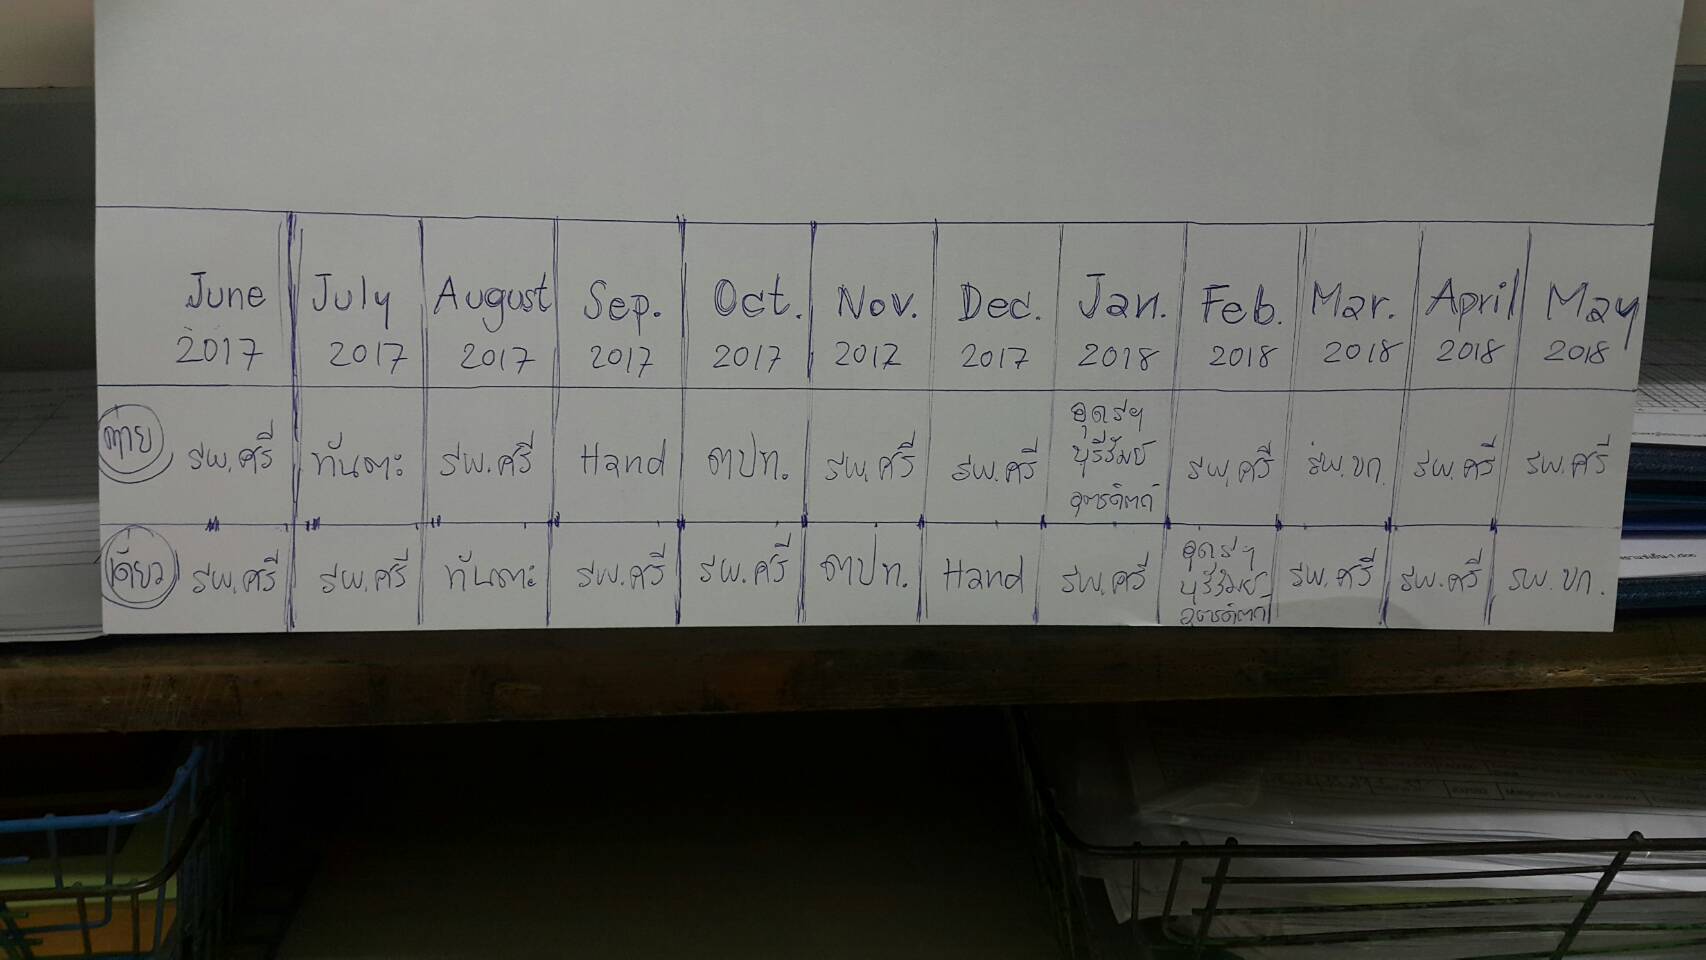 June July August Sep. Oct. Nov. Dec. Jan. Feb. Mar. April May
2017 2017 2017 2017 2017 2017 2017 2018 2018 2018 2018 2018
ต่าย รพ.ศรี ทันตะ รพ.ศรี Hand ตปท. รพ.ศรี รพ.ศรี อุดรฯ รพ.ศรี รพ.ขก. รพ.ศรี รพ.ศรี
บุรีรัมย์
อุตรดิตถ์
เดียว รพ.ศรี รพ.ศรี ทันตะ รพ.ศรี รพ.ศรี ตปท. Hand รพ.ศรี อุดรฯ รพ.ศรี รพ.ศรี รพ.ขก.
บุรีรัมย์
อุตรดิตถ์